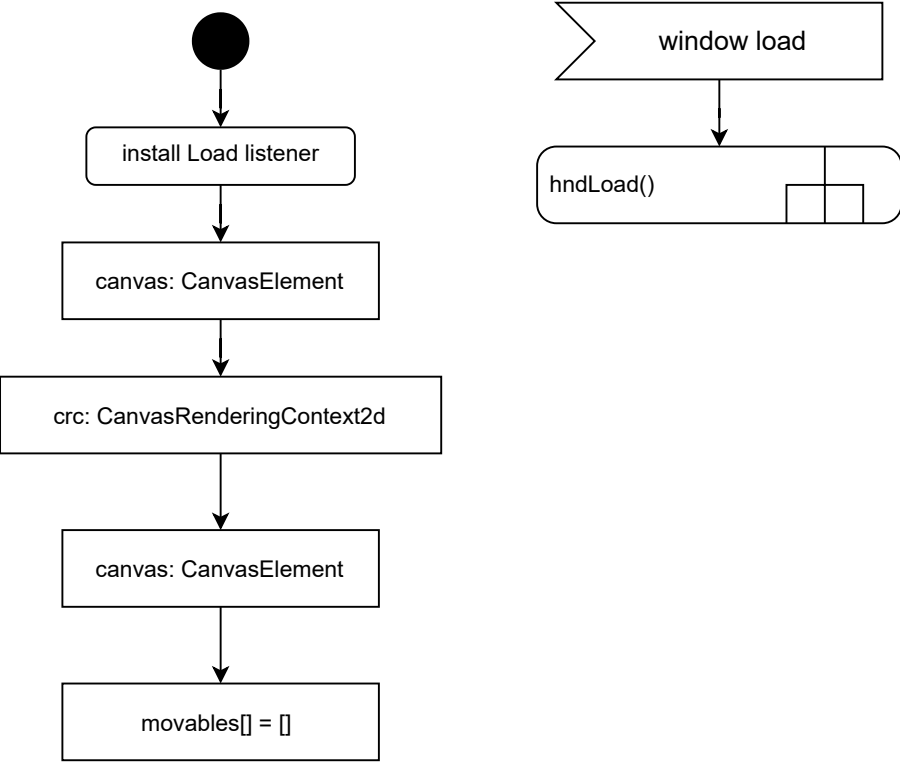 install Load listener
canvas: CanvasElement
crc: CanvasRenderingContext2d
canvas: CanvasElement
movables[] = []
window load
hndLoad()